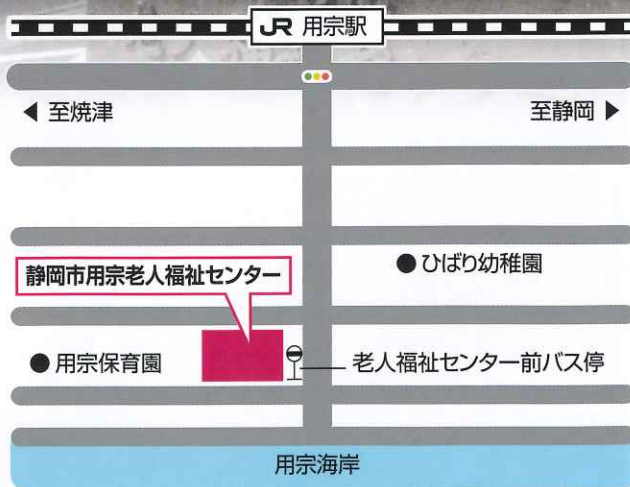 JR 用宗駅
◀ 至焼津
至静岡 ▶
● ひばり幼稚園
静岡市用宗老人福祉センター
● 用宗保育園
老人福祉センター前バス停
用宗海岸